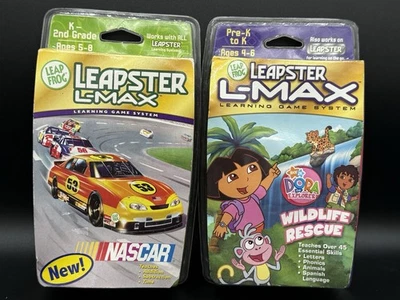 K-
2nd Grade
Ages 5-8
Works with ALL
LEAPSTER
LEAP
FROG
LEAPSTER
L-MAX
LEARNING GAME SYSTEM
53
53
NASCAR
New!
Pre-K
to K
Ages 4-6
Also works on
LEAPSTER
LEAP
FROG
LEAPSTER
L-MAX
LEARNING GAME SYSTEM
DORA
the
EXPLORER
WILDLIFE
RESCUE
Teaches Over 45
Essential Skills
• Letters
• Phonics
• Animals
• Spanish
Language